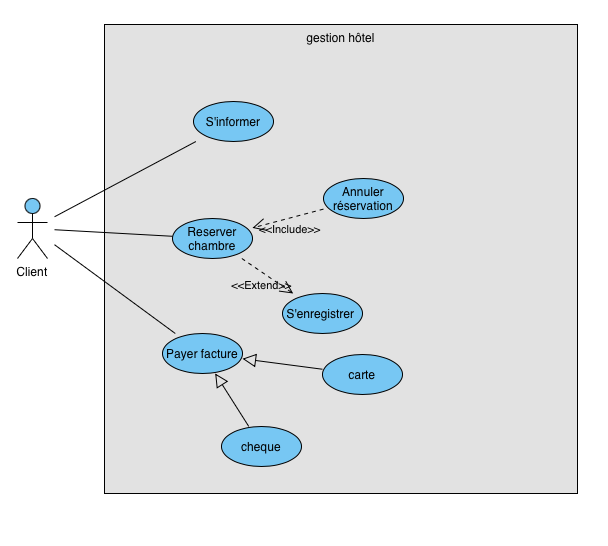 gestion hôtel
S'informer
Annuler
réservation
Reserver
chambre
<<Include>>
Client
<<Extend>>
S'enregistrer
Payer facture
carte
cheque